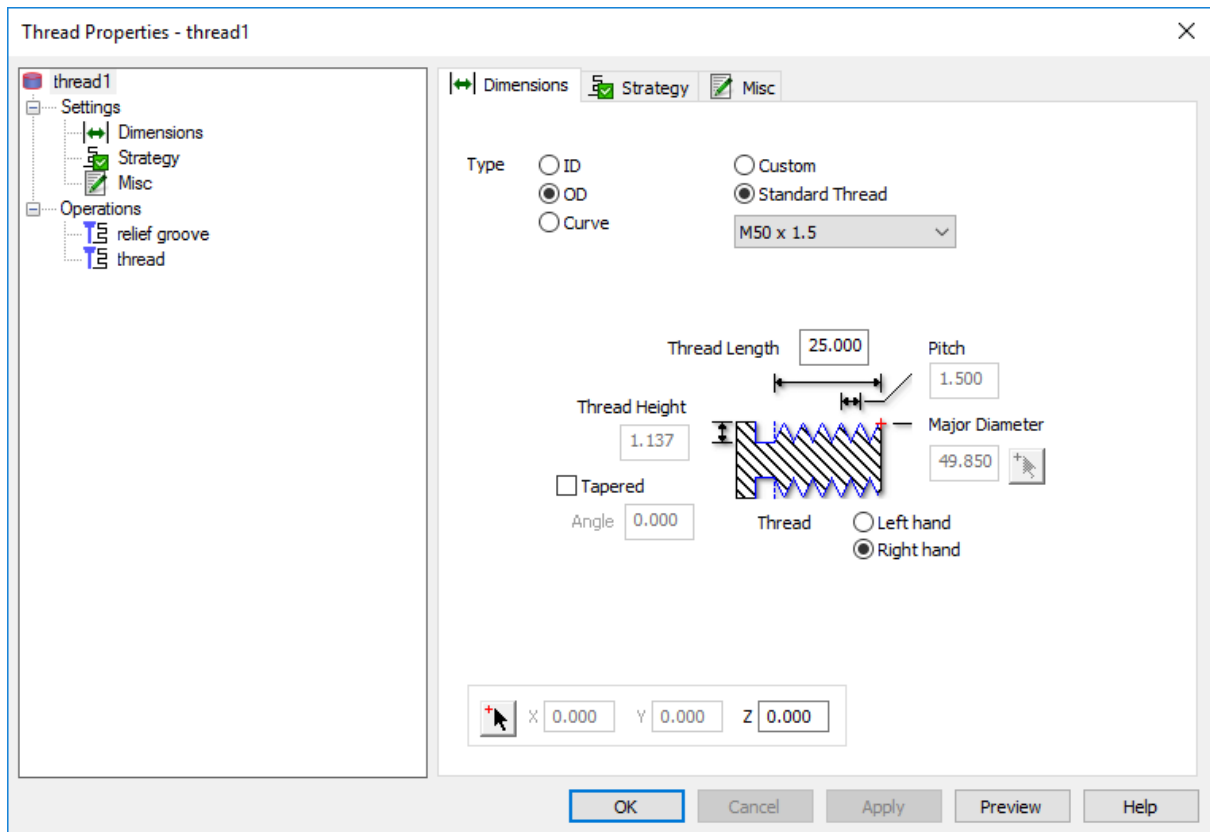 Thread Properties - thread1
thread1
Settings
Dimensions
Strategy
Misc
Operations
relief groove
thread
Dimensions Strategy Misc
Type ID Custom
OD Standard Thread
Curve M50 x 1.5
Thread Length 25.000 Pitch
1.500
Thread Height
1.137
Major Diameter
49.850
Tapered
Angle 0.000
Thread Left hand
Right hand
X 0.000 Y 0.000 Z 0.000
OK Cancel Apply Preview Help